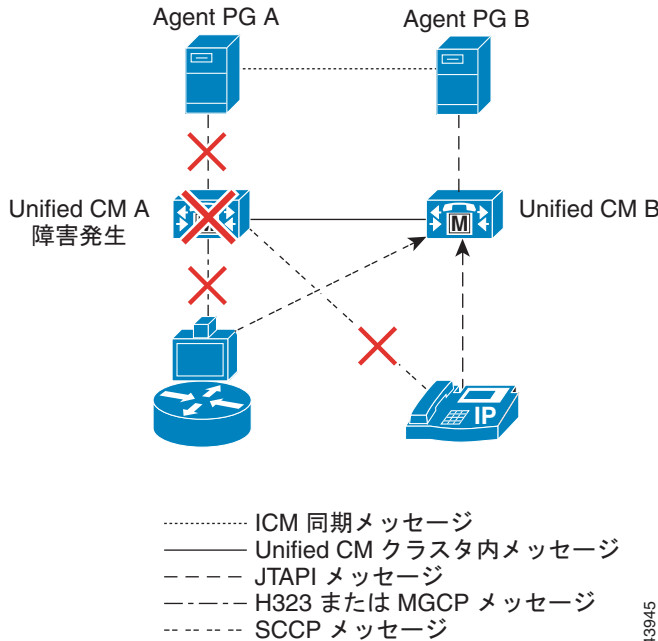 Agent PG A
Agent PG B
Unified CM A
障害発生
Unified CM B
M
IP
ICM 同期メッセージ
Unified CM クラスタ内メッセージ
JTAPI メッセージ
H323 または MGCP メッセージ
SCCP メッセージ